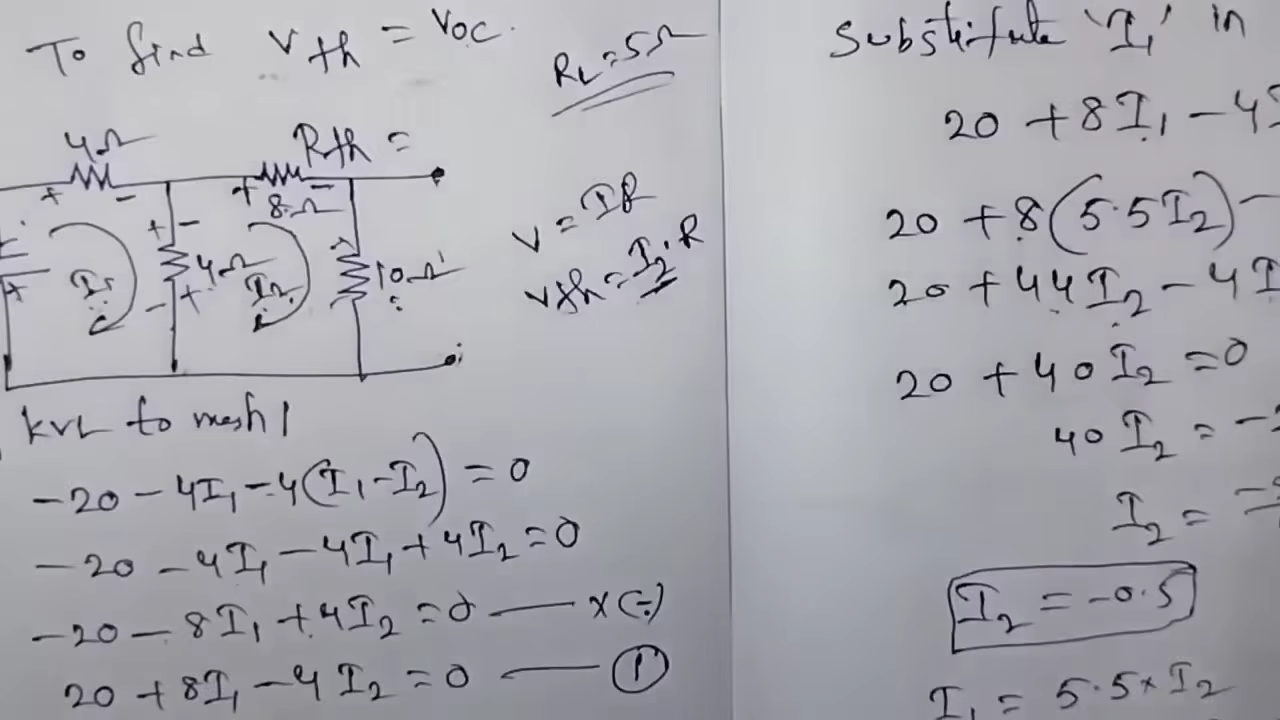 To find Vth = Voc.
RL = 5Ω
4Ω
Rth =
+ -
+ -
8Ω
+ -
4Ω
- +
I1
I2
10Ω
+
V = IR
Vth = I2.R
KVL to mesh 1
-20 - 4I1 - 4(I1 - I2) = 0
-20 - 4I1 - 4I1 + 4I2 = 0
-20 - 8I1 + 4I2 = 0 — x(-)
20 + 8I1 - 4I2 = 0 — ①
Substitute 'I1' in
20 + 8I1 - 4I
20 + 8(5.5I2) -
20 + 44I2 - 4I
20 + 40I2 = 0
40I2 = -
I2 = -
I2 = -0.5
I1 = 5.5 × I2